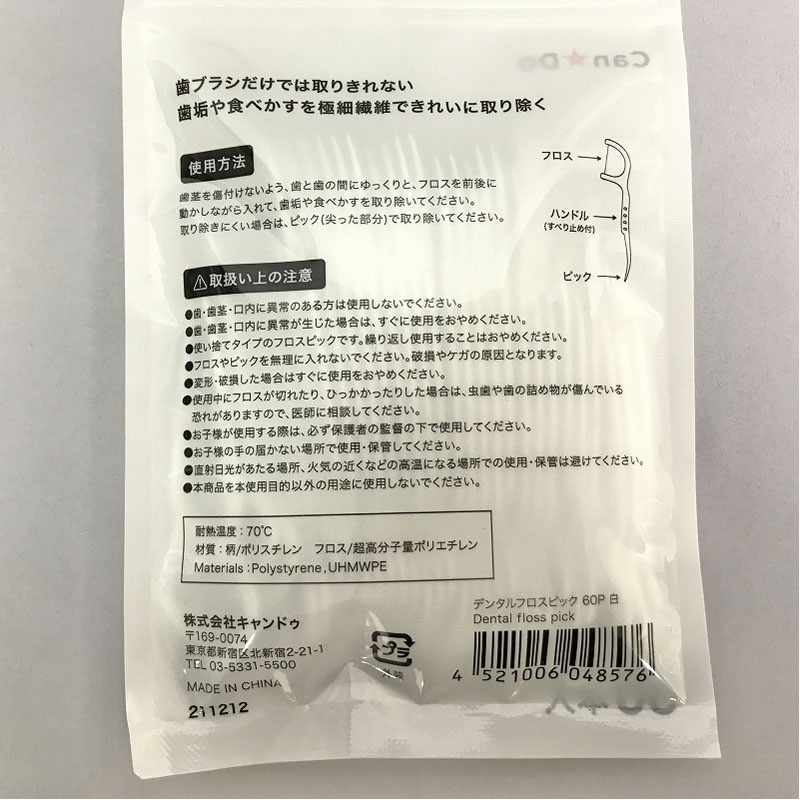 Can★Do
歯ブラシだけでは取りきれない
歯垢や食べかすを極細繊維できれいに取り除く
使用方法
歯茎を傷付けないよう、歯と歯の間にゆっくりと、フロスを前後に
動かしながら入れて、歯垢や食べかすを取り除いてください。
取り除きにくい場合は、ピック(尖った部分)で取り除いてください。
フロス
ハンドル
(すべり止め付)
ピック
⚠取扱い上の注意
●歯・歯茎・口内に異常のある方は使用しないでください。
●歯・歯茎・口内に異常が生じた場合は、すぐに使用をおやめください。
●使い捨てタイプのフロスピックです。繰り返し使用することはおやめください。
●フロスやピックを無理に入れないでください。破損やケガの原因となります。
●変形・破損した場合はすぐに使用をおやめください。
●使用中にフロスが切れたり、ひっかかったりした場合は、虫歯や歯の詰め物が傷んでいる
恐れがありますので、医師に相談してください。
●お子様が使用する際は、必ず保護者の監督の下で使用してください。
●お子様の手の届かない場所で使用・保管してください。
●直射日光があたる場所、火気の近くなどの高温になる場所での使用・保管は避けてください。
●本商品を本使用目的以外の用途に使用しないでください。
耐熱温度：70℃
材質：柄/ポリスチレン フロス/超高分子量ポリエチレン
Materials：Polystyrene, UHMWPE
株式会社キャンドゥ
〒169-0074
東京都新宿区北新宿2-21-1
TEL 03-5331-5500
MADE IN CHINA
211212
プラ
外装
デンタルフロスピック 60P 白
Dental floss pick
4 521006 048576